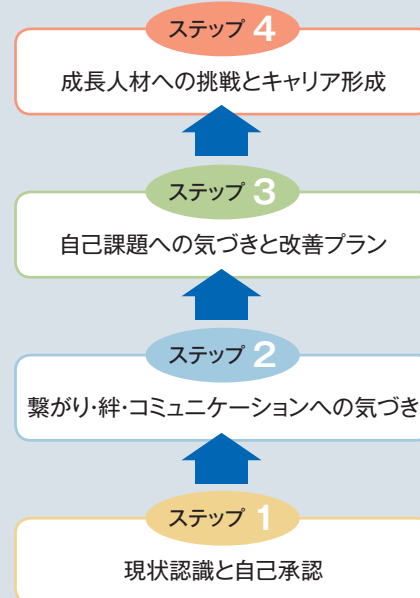 ステップ 4
成長人材への挑戦とキャリア形成
ステップ 3
自己課題への気づきと改善プラン
ステップ 2
繋がり・絆・コミュニケーションへの気づき
ステップ 1
現状認識と自己承認